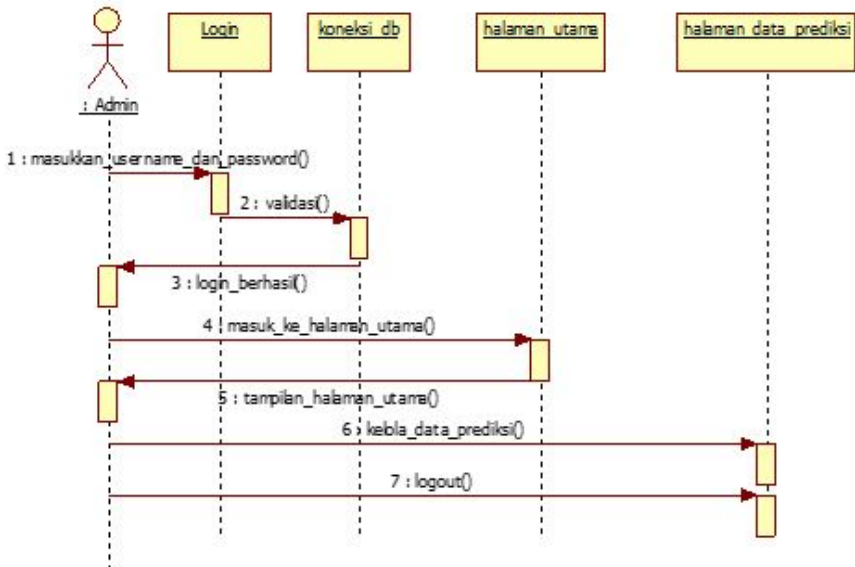 Login
koneksi_db
halaman_utama
halaman_data_prediksi
: Admin
1 : masukkan_username_dan_password()
2 : validasi()
3 : login_berhasil()
4 : masuk_ke_halaman_utama()
5 : tampilan_halaman_utama()
6 : kelola_data_prediksi()
7 : logout()